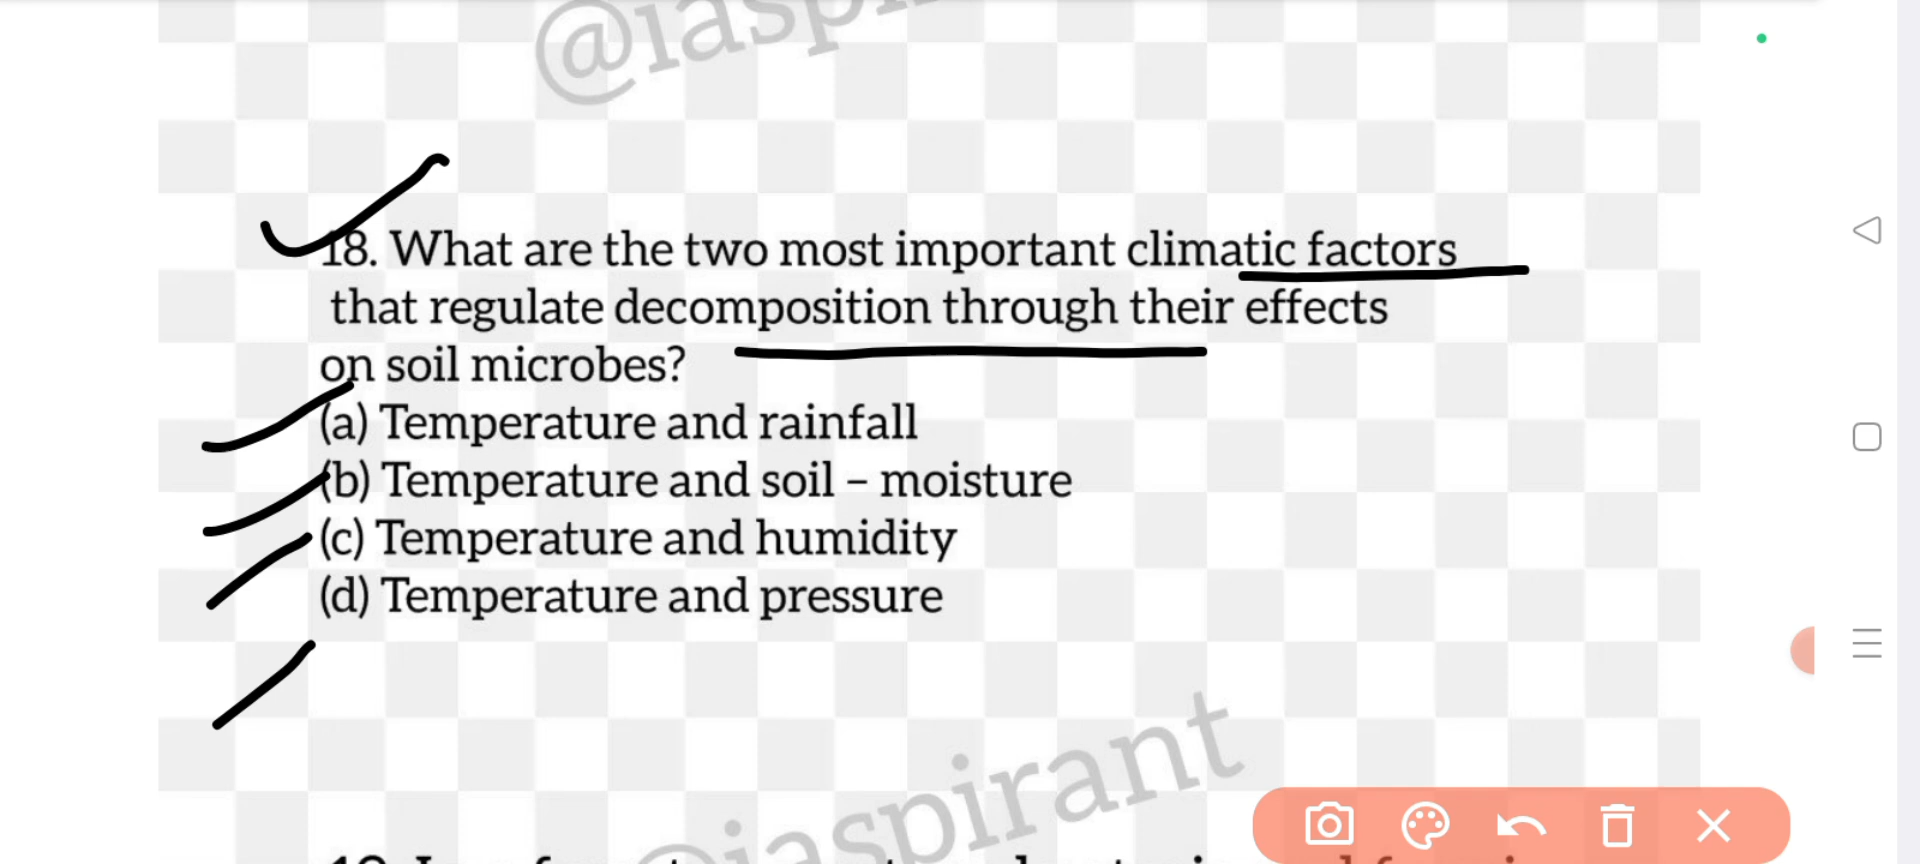 @iaspirant
18. What are the two most important climatic factors
that regulate decomposition through their effects
on soil microbes?
(a) Temperature and rainfall
(b) Temperature and soil – moisture
(c) Temperature and humidity
(d) Temperature and pressure
@iaspirant